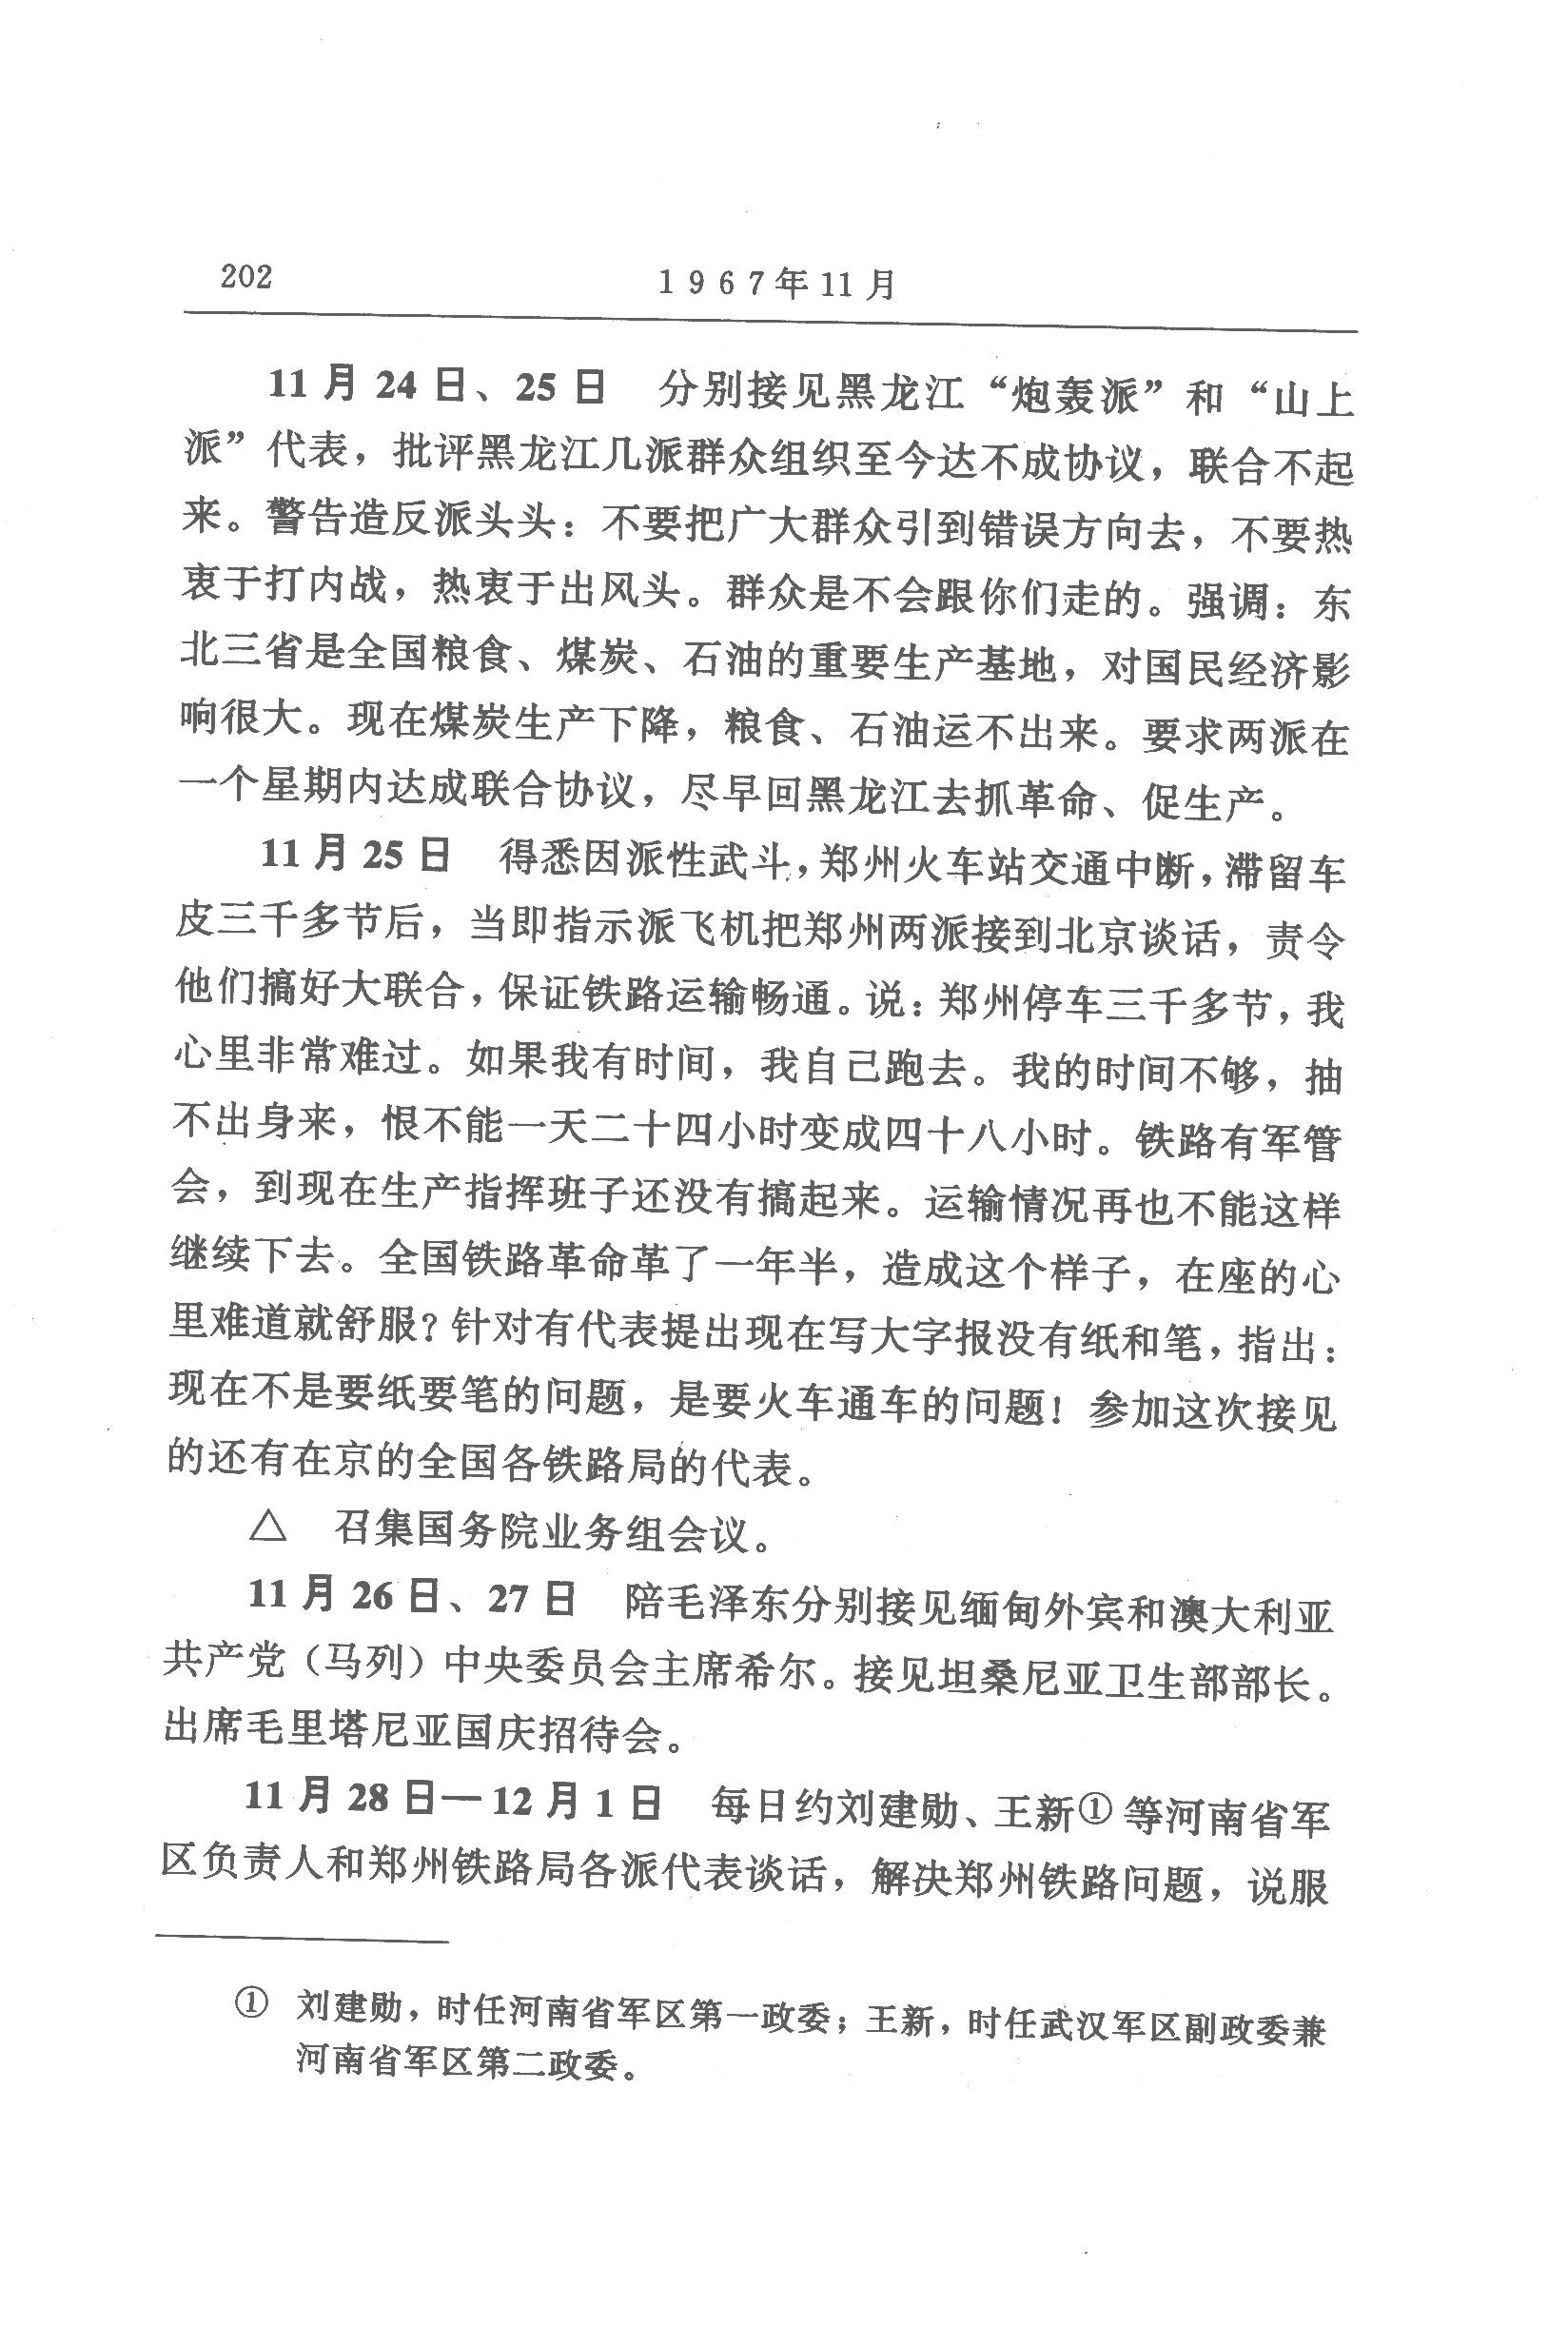 202
1967年11月
11月24日、25日 分别接见黑龙江“炮轰派”和“山上
派”代表，批评黑龙江几派群众组织至今达不成协议，联合不起
来。警告造反派头头：不要把广大群众引到错误方向去，不要热
衷于打内战，热衷于出风头。群众是不会跟你们走的。强调：东
北三省是全国粮食、煤炭、石油的重要生产基地，对国民经济影
响很大。现在煤炭生产下降，粮食、石油运不出来。要求两派在
一个星期内达成联合协议，尽早回黑龙江去抓革命、促生产。
11月25日 得悉因派性武斗，郑州火车站交通中断，滞留车
皮三千多节后，当即指示派飞机把郑州两派接到北京谈话，责令
他们搞好大联合，保证铁路运输畅通。说：郑州停车三千多节，我
心里非常难过。如果我有时间，我自己跑去。我的时间不够，抽
不出身来，恨不能一天二十四小时变成四十八小时。铁路有军管
会，到现在生产指挥班子还没有搞起来。运输情况再也不能这样
继续下去。全国铁路革命革了一年半，造成这个样子，在座的心
里难道就舒服？针对有代表提出现在写大字报没有纸和笔，指出：
现在不是要纸要笔的问题，是要火车通车的问题！参加这次接见
的还有在京的全国各铁路局的代表。
△ 召集国务院业务组会议。
11月26日、27日 陪毛泽东分别接见缅甸外宾和澳大利亚
共产党（马列）中央委员会主席希尔。接见坦桑尼亚卫生部部长。
出席毛里塔尼亚国庆招待会。
11月28日—12月1日 每日约刘建勋、王新①等河南省军
区负责人和郑州铁路局各派代表谈话，解决郑州铁路问题，说服
① 刘建勋，时任河南省军区第一政委；王新，时任武汉军区副政委兼
河南省军区第二政委。